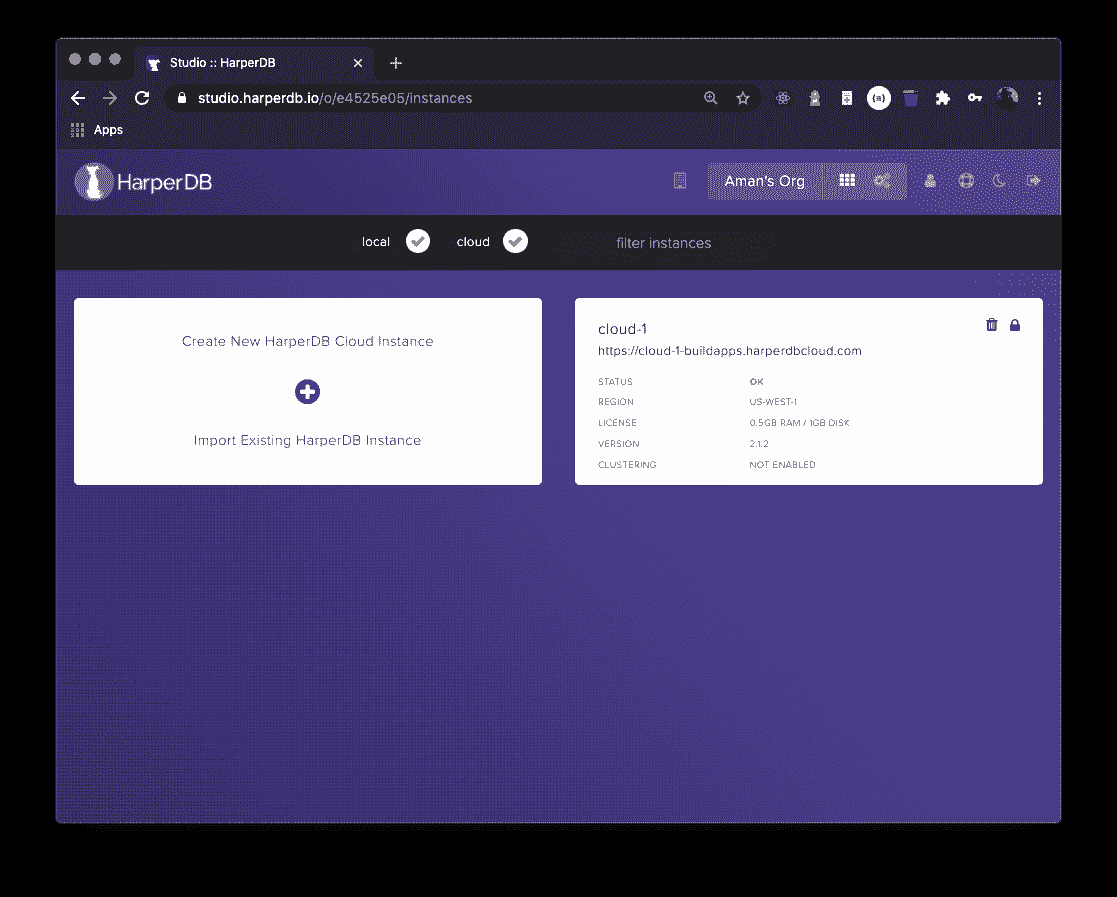 Studio :: HarperDB
studio.harperdb.io/o/e4525e05/instances
Apps
HarperDB
Aman's Org
local
cloud
filter instances
Create New HarperDB Cloud Instance
Import Existing HarperDB Instance
cloud-1
https://cloud-1-buildapps.harperdbcloud.com
STATUS OK
REGION US-WEST-1
LICENSE 0.5GB RAM / 1GB DISK
VERSION 2.1.2
CLUSTERING NOT ENABLED